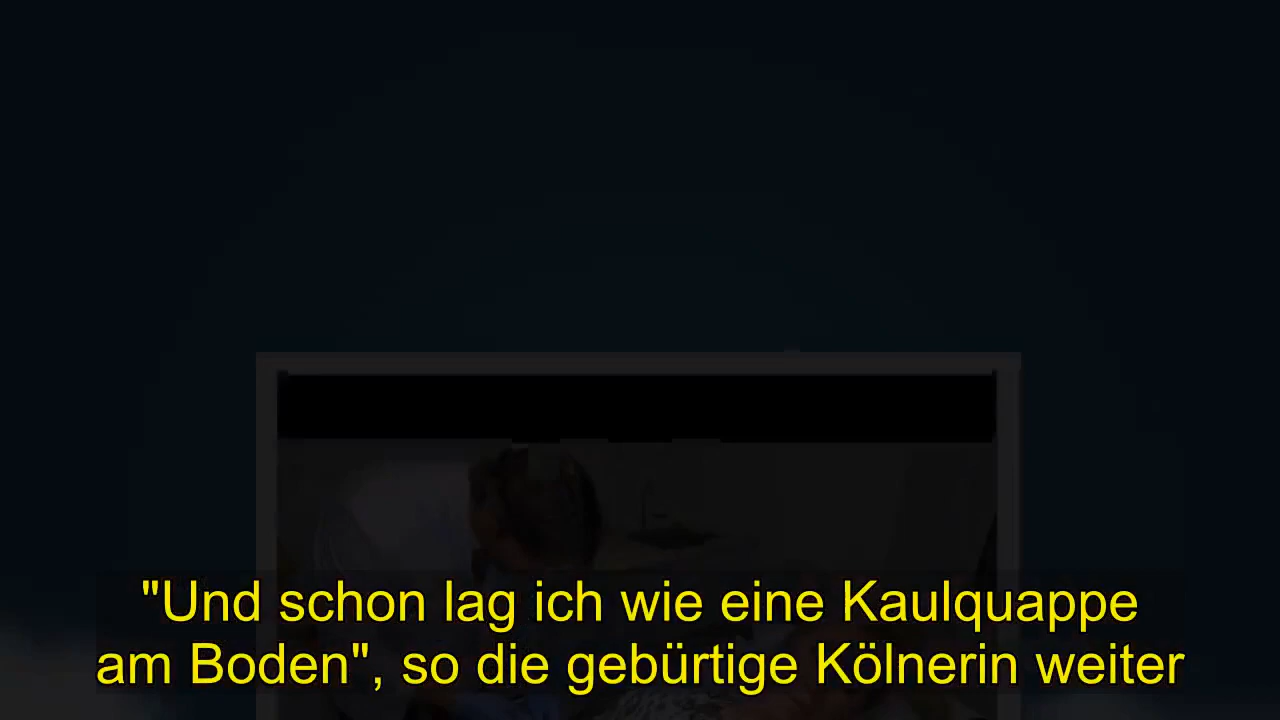 "Und schon lag ich wie eine Kaulquappe
am Boden", so die gebürtige Kölnerin weiter